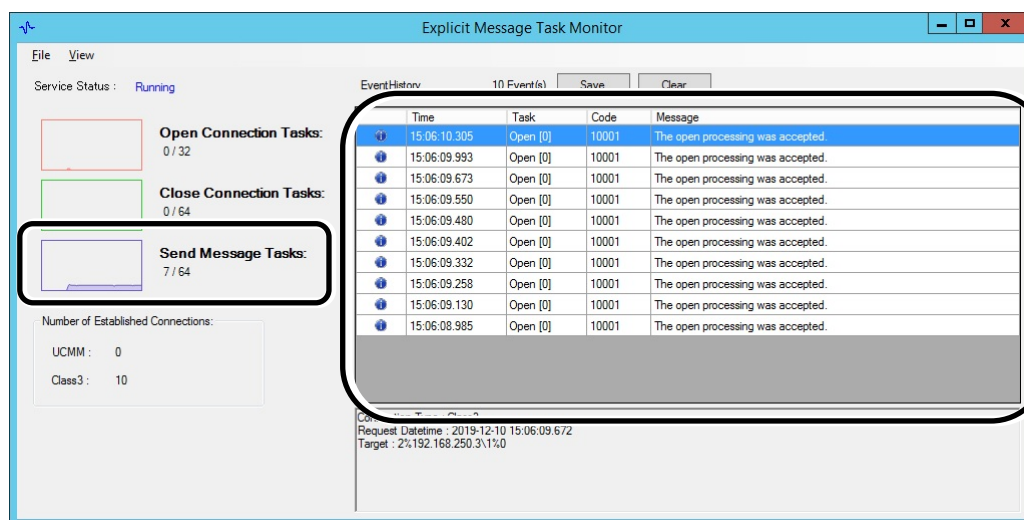 Explicit Message Task Monitor
File View
Service Status : Running
EventHistory 10 Event(s) Save Clear
Open Connection Tasks:
0 / 32
Close Connection Tasks:
0 / 64
Send Message Tasks:
7 / 64
Number of Established Connections:
UCMM : 0
Class3 : 10
Time Task Code Message
15:06:10.305 Open [0] 10001 The open processing was accepted.
15:06:09.993 Open [0] 10001 The open processing was accepted.
15:06:09.673 Open [0] 10001 The open processing was accepted.
15:06:09.550 Open [0] 10001 The open processing was accepted.
15:06:09.480 Open [0] 10001 The open processing was accepted.
15:06:09.402 Open [0] 10001 The open processing was accepted.
15:06:09.332 Open [0] 10001 The open processing was accepted.
15:06:09.258 Open [0] 10001 The open processing was accepted.
15:06:09.130 Open [0] 10001 The open processing was accepted.
15:06:08.985 Open [0] 10001 The open processing was accepted.
Connection Type : Class3
Request Datetime : 2019-12-10 15:06:09.672
Target : 2%192.168.250.3\1%0